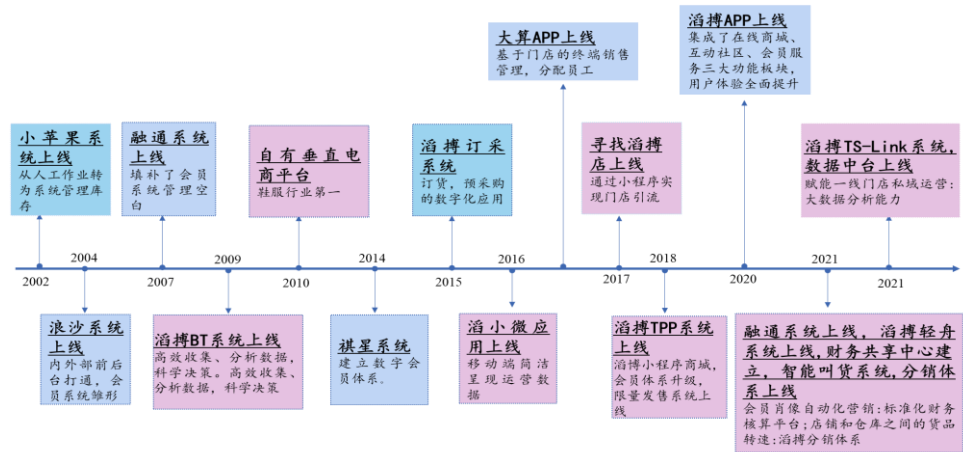 大算APP上线
基于门店的终端销售
管理，分配员工
滔搏APP上线
集成了在线商城、
互动社区、会员服
务三大功能板块，
用户体验全面提升
小苹果系
统上线
从人工作业转
为系统管理库
存
融通系统
上线
填补了会员
系统管理空
白
自有垂直电
商平台
鞋服行业第一
滔搏订采
系统
订货，预采购
的数字化应用
寻找滔搏
店上线
通过小程序实
现门店引流
滔搏TS-Link系统，
数据中台上线
赋能一线门店私域运营：
大数据分析能力
2002
2004
2007
2009
2010
2014
2015
2016
2017
2018
2020
2021
2021
浪沙系统
上线
内外部前后
台打通，会
员系统雏形
滔搏BT系统上线
高效收集、分析数据，
科学决策。高效收集、
分析数据，科学决策
祺星系统
建立数字会
员体系。
滔小微应
用上线
移动端简洁
呈现运营数
据
滔搏TPP系统上
线
滔博小程序商城，
会员体系升级，
限量发售系统上
线
融通系统上线，滔搏轻舟
系统上线,财务共享中心建
立，智能叫货系统,分销体
系上线
会员肖像自动化营销:标准化财务
核算平台;店铺和仓库之间的货品
转速:滔搏分销体系